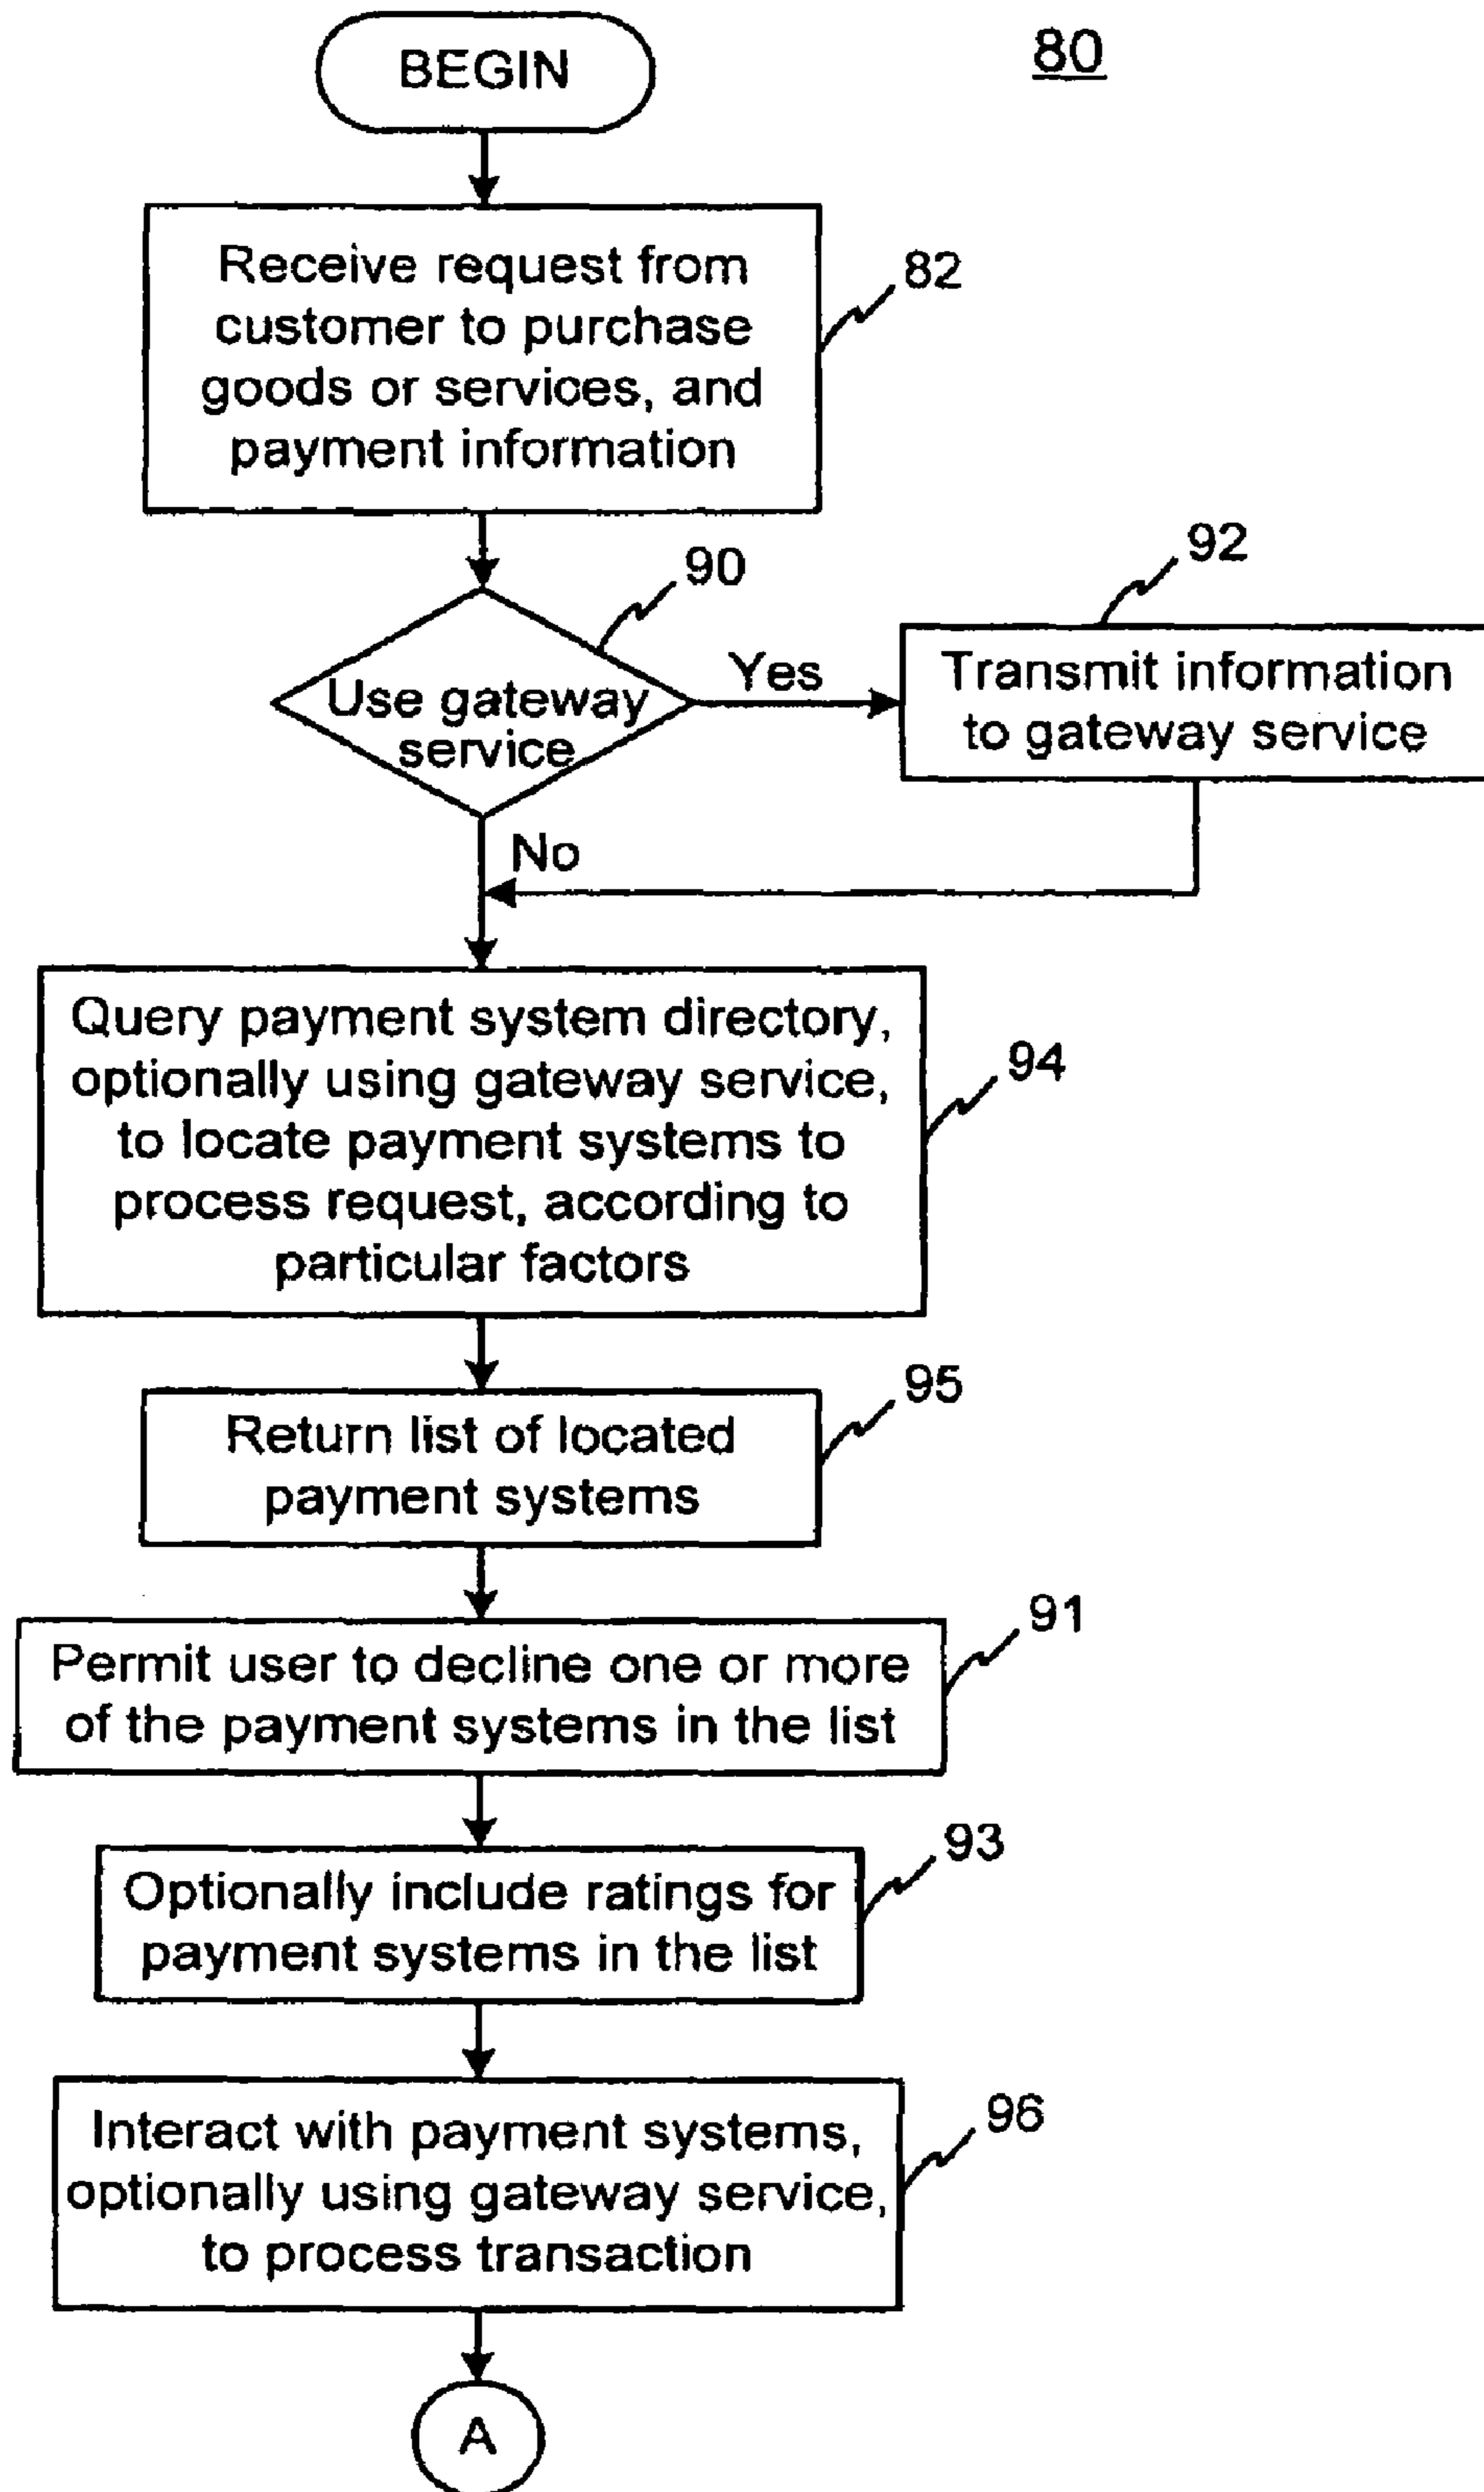 BEGIN
80
Receive request from
customer to purchase
goods or services, and
payment information
82
90
Use gateway
service
Yes
92
Transmit information
to gateway service
No
Query payment system directory,
optionally using gateway service,
to locate payment systems to
process request, according to
particular factors
94
Return list of located
payment systems
95
Permit user to decline one or more
of the payment systems in the list
91
Optionally include ratings for
payment systems in the list
93
Interact with payment systems,
optionally using gateway service,
to process transaction
96
A